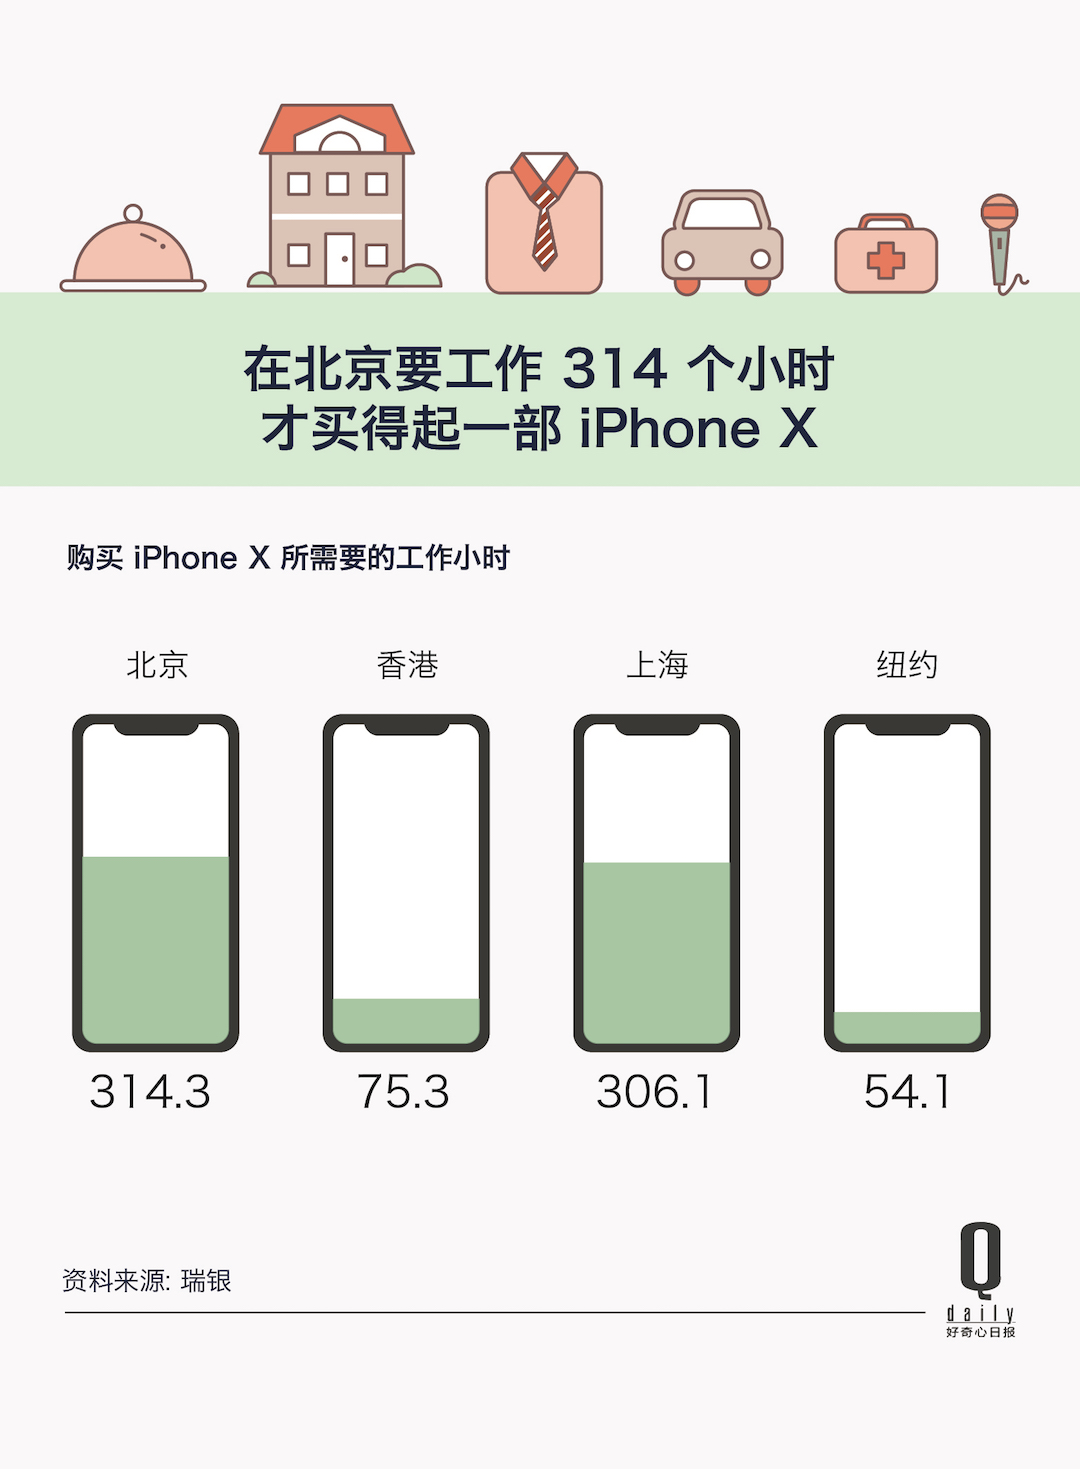 在北京要工作 314 个小时
才买得起一部 iPhone X
购买 iPhone X 所需要的工作小时
北京
香港
上海
纽约
314.3
75.3
306.1
54.1
资料来源: 瑞银
Q
daily
好奇心日报